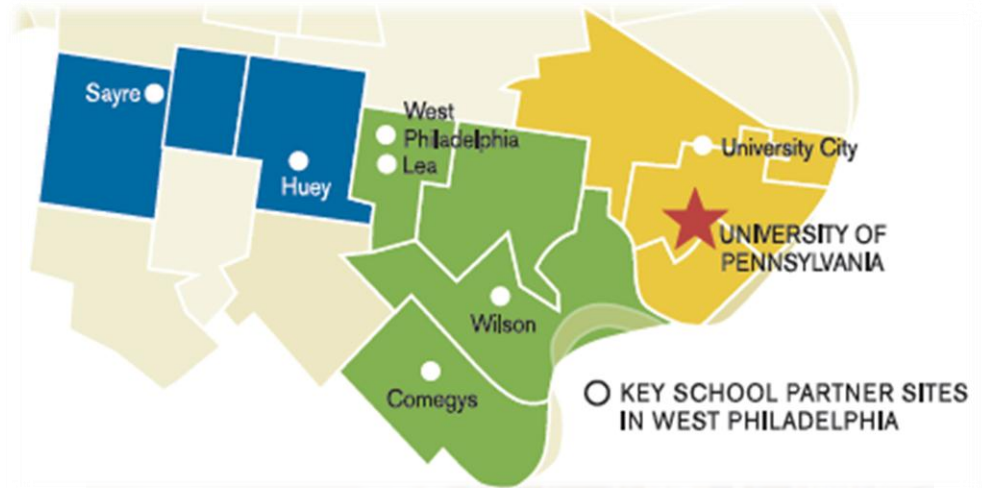 Sayre
Huey
West
Philadelphia
Lea
University City
UNIVERSITY OF
PENNSYLVANIA
Wilson
Comegys
KEY SCHOOL PARTNER SITES
IN WEST PHILADELPHIA